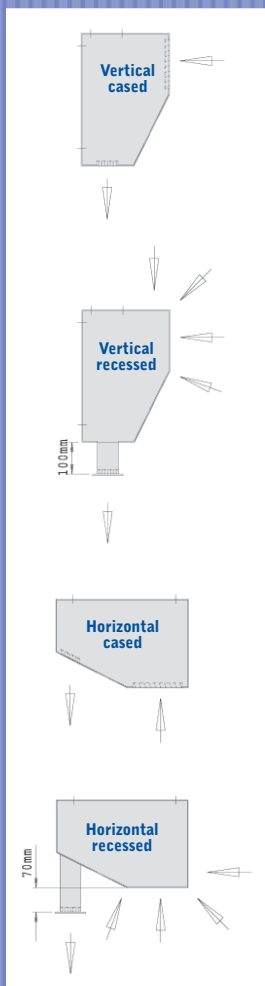 Vertical
cased
Vertical
recessed
100mm
Horizontal
cased
Horizontal
recessed
70mm